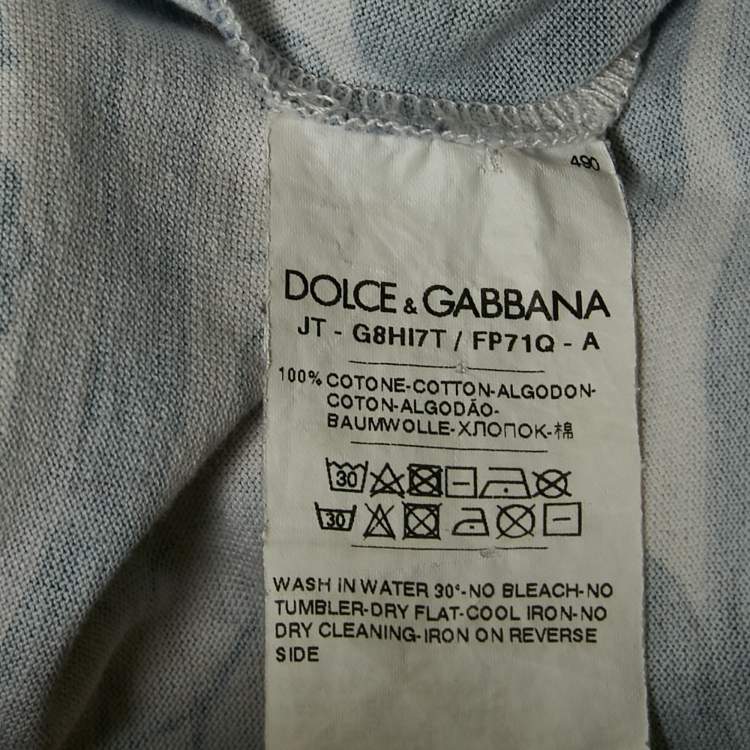 490
DOLCE & GABBANA
JT - G8HI7T / FP71Q - A
100% COTONE-COTTON-ALGODON-
COTON-ALGODÃO-
BAUMWOLLE-ХЛОПОК-棉
30
30
WASH IN WATER 30°-NO BLEACH-NO
TUMBLER-DRY FLAT-COOL IRON-NO
DRY CLEANING-IRON ON REVERSE
SIDE